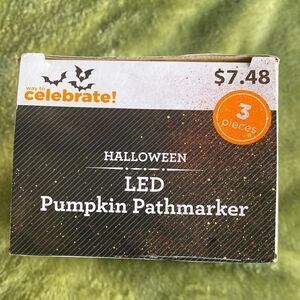 way to
celebrate!
$7.48
3
pieces
HALLOWEEN
LED
Pumpkin Pathmarker